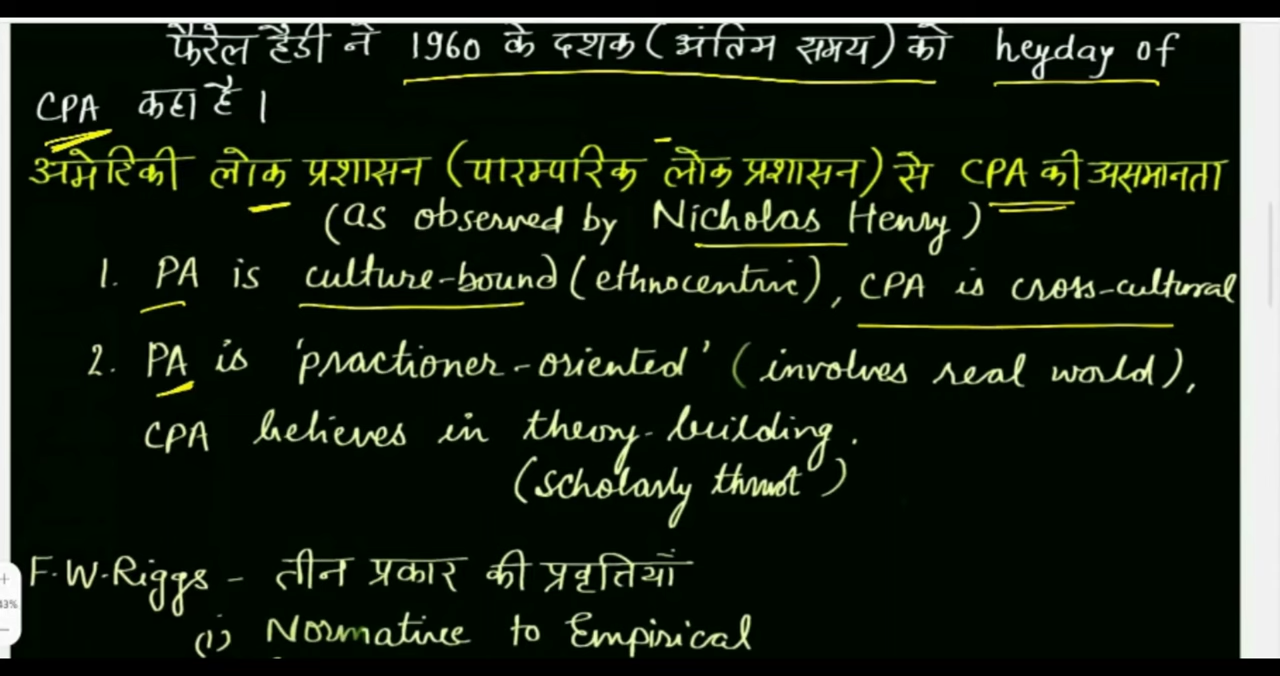 फैरेल हैडी ने 1960 के दशक (अंतिम समय) को heyday of
CPA कहा है।
अमेरिकी लोक प्रशासन (पारम्परिक लोक प्रशासन) से CPA की असमानता
(as observed by Nicholas Henry)
1. PA is culture-bound (ethnocentric), CPA is cross-cultural
2. PA is 'practioner-oriented' (involves real world),
CPA believes in theory-building.
(scholarly thrust)
F.W.Riggs - तीन प्रकार की प्रवृतियाँ
(i) Normative to Empirical